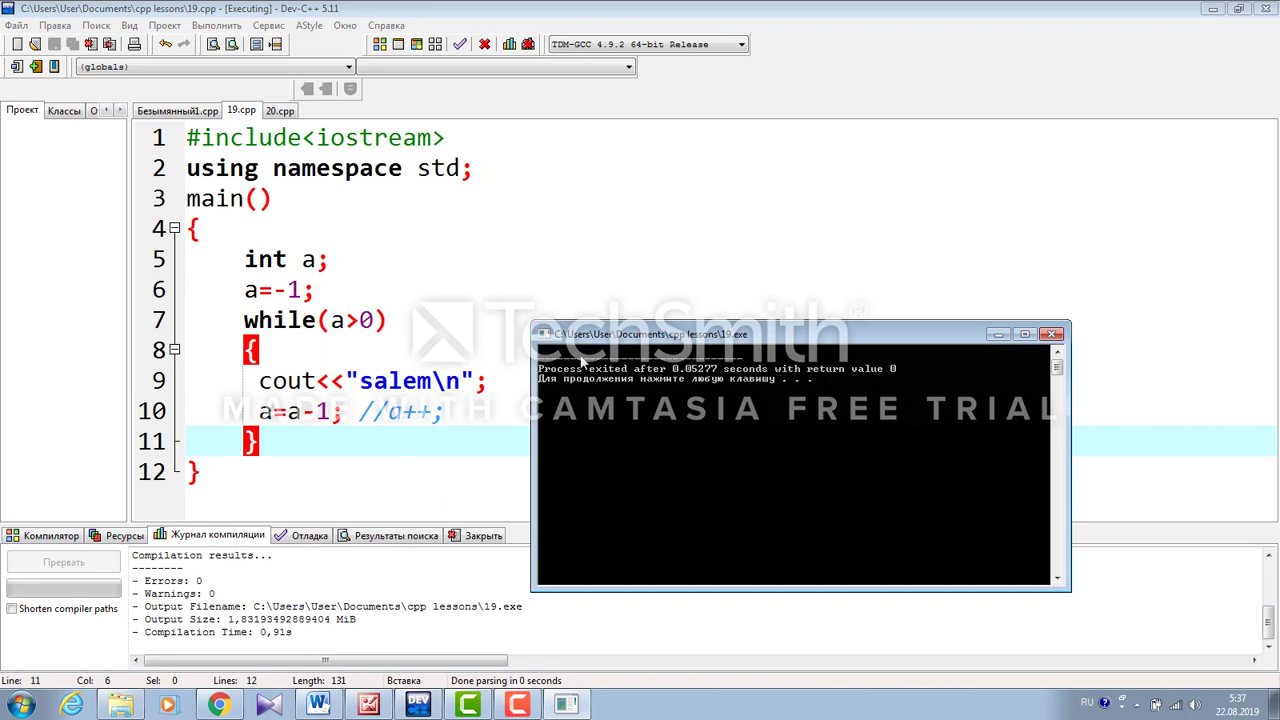 C:\Users\User\Documents\cpp lessons\19.cpp - [Executing] - Dev-C++ 5.11
Файл Правка Поиск Вид Проект Выполнить Сервис AStyle Окно Справка
TDM-GCC 4.9.2 64-bit Release
(globals)
Проект Классы О Безымянный1.cpp 19.cpp 20.cpp
1 #include<iostream>
2 using namespace std;
3 main()
4 {
5 int a;
6 a=-1;
7 while(a>0)
8 {
9 cout<<"salem\n";
10 a=a-1; //a++;
11 }
12 }
TechSmith®
MADE WITH CAMTASIA FREE TRIAL
C:\Users\User\Documents\cpp lessons\19.exe
--------------------------------
Process exited after 0.05277 seconds with return value 0
Для продолжения нажмите любую клавишу . . .
Компилятор Ресурсы Журнал компиляции Отладка Результаты поиска Закрыть
Прервать
Shorten compiler paths
Compilation results...
--------
- Errors: 0
- Warnings: 0
- Output Filename: C:\Users\User\Documents\cpp lessons\19.exe
- Output Size: 1,83193492889404 MiB
- Compilation Time: 0,91s
Line: 11 Col: 6 Sel: 0 Lines: 12 Length: 131 Вставка Done parsing in 0 seconds
DEV C++
RU
5:37
22.08.2019